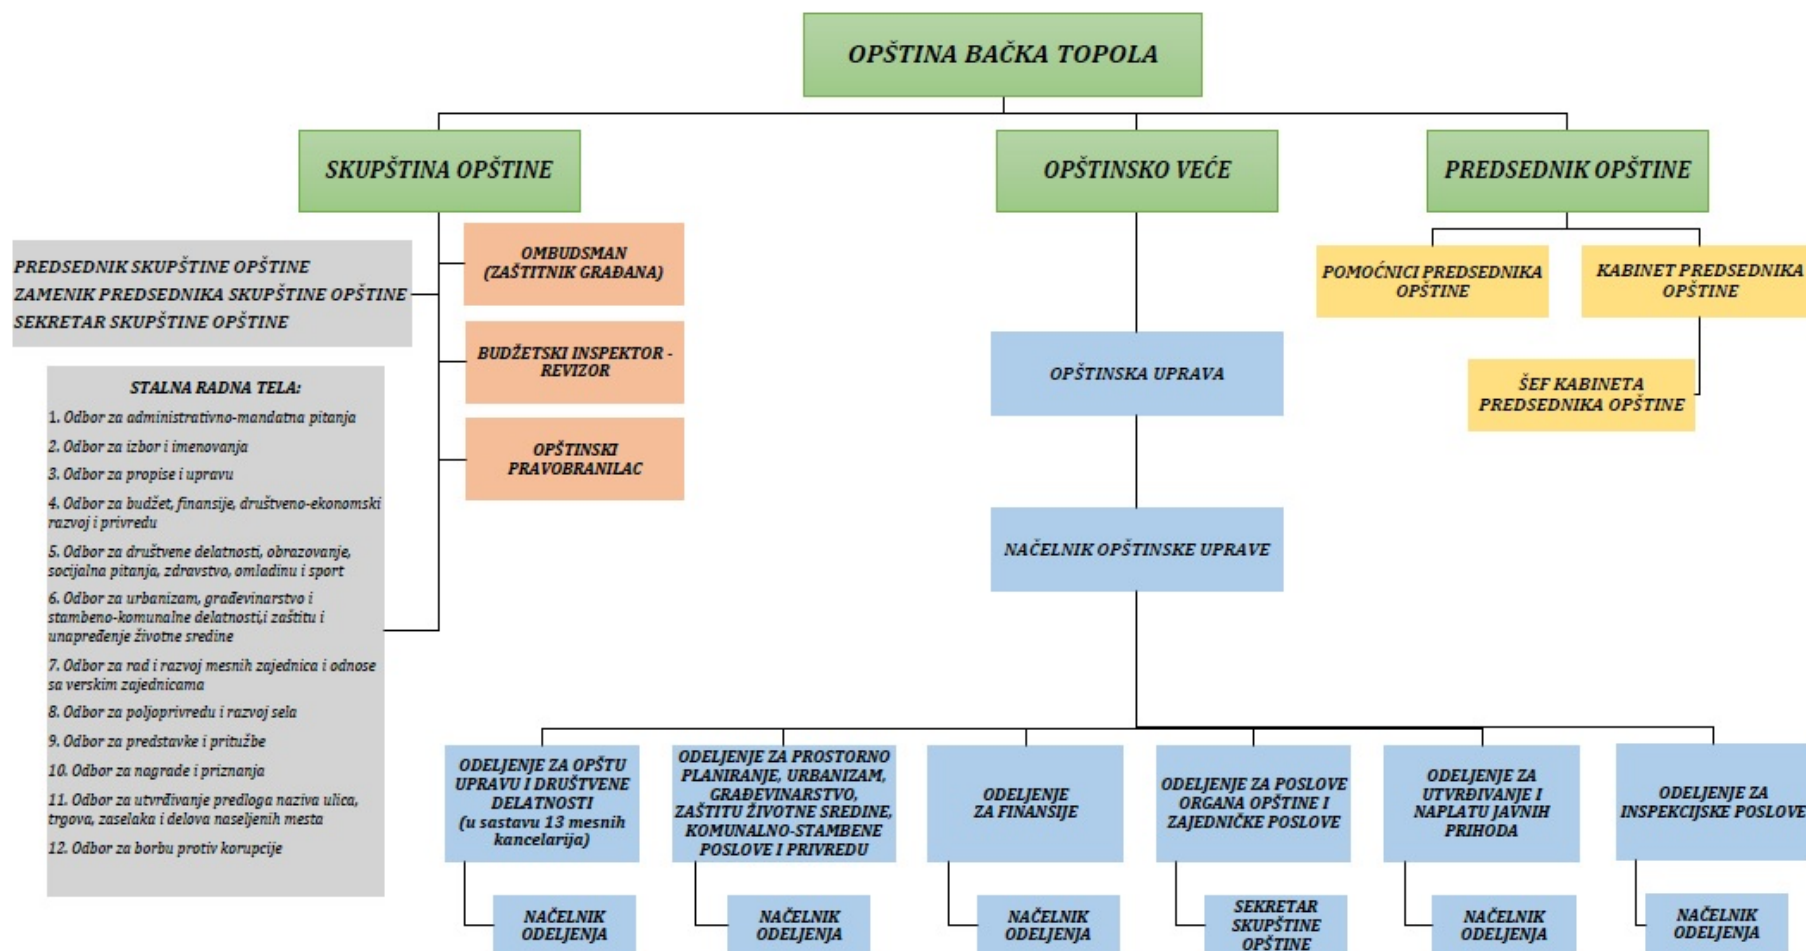 OPŠTINA BAČKA TOPOLA
SKUPŠTINA OPŠTINE
OPŠTINSKO VEĆE
PREDSEDNIK OPŠTINE
PREDSEDNIK SKUPŠTINE OPŠTINE
ZAMENIK PREDSEDNIKA SKUPŠTINE OPŠTINE
SEKRETAR SKUPŠTINE OPŠTINE
OMBUDSMAN
(ZAŠTITNIK GRAĐANA)
BUDŽETSKI INSPEKTOR -
REVIZOR
OPŠTINSKI
PRAVOBRANILAC
STALNA RADNA TELA:
1. Odbor za administrativno-mandatna pitanja
2. Odbor za izbor i imenovanja
3. Odbor za propise i upravu
4. Odbor za budžet, finansije, društveno-ekonomski
razvoj i privredu
5. Odbor za društvene delatnosti, obrazovanje,
socijalna pitanja, zdravstvo, omladinu i sport
6. Odbor za urbanizam, građevinarstvo i
stambeno-komunalne delatnosti,i zaštitu i
unapređenje životne sredine
7. Odbor za rad i razvoj mesnih zajednica i odnose
sa verskim zajednicama
8. Odbor za poljoprivredu i razvoj sela
9. Odbor za predstavke i pritužbe
10. Odbor za nagrade i priznanja
11. Odbor za utvrđivanje predloga naziva ulica,
trgova, zaselaka i delova naseljenih mesta
12. Odbor za borbu protiv korupcije
OPŠTINSKA UPRAVA
NAČELNIK OPŠTINSKE UPRAVE
POMOĆNICI PREDSEDNIKA
OPŠTINE
KABINET PREDSEDNIKA
OPŠTINE
ŠEF KABINETA
PREDSEDNIKA OPŠTINE
ODELJENJE ZA OPŠTU
UPRAVU I DRUŠTVENE
DELATNOSTI
(u sastavu 13 mesnih
kancelarija)
ODELJENJE ZA PROSTORNO
PLANIRANJE, URBANIZAM,
GRAĐEVINARSTVO,
ZAŠTITU ŽIVOTNE SREDINE,
KOMUNALNO-STAMBENE
POSLOVE I PRIVREDU
ODELJENJE
ZA FINANSIJE
ODELJENJE ZA POSLOVE
ORGANA OPŠTINE I
ZAJEDNIČKE POSLOVE
ODELJENJE ZA
UTVRĐIVANJE I
NAPLATU JAVNIH
PRIHODA
ODELJENJE ZA
INSPEKCIJSKE POSLOVE
NAČELNIK
ODELJENJA
NAČELNIK
ODELJENJA
NAČELNIK
ODELJENJA
SEKRETAR
SKUPŠTINE
OPŠTINE
NAČELNIK
ODELJENJA
NAČELNIK
ODELJENJA